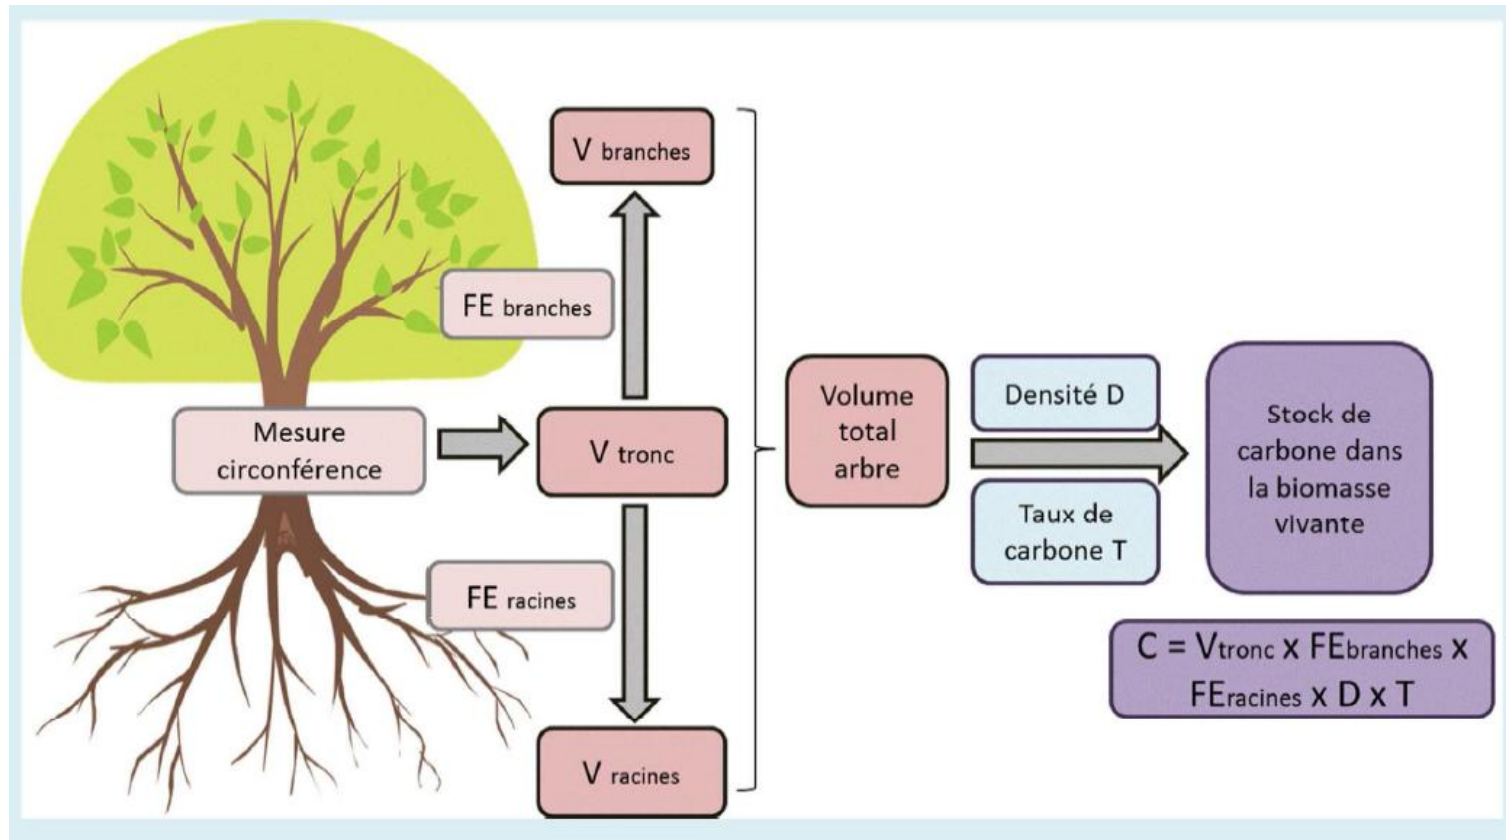 V branches
FE branches
Mesure
circonférence
V tronc
FE racines
V racines
Volume
total
arbre
Densité D
Taux de
carbone T
Stock de
carbone dans
la biomasse
vivante
C = Vtronc x FEbranches x
FEracines x D x T